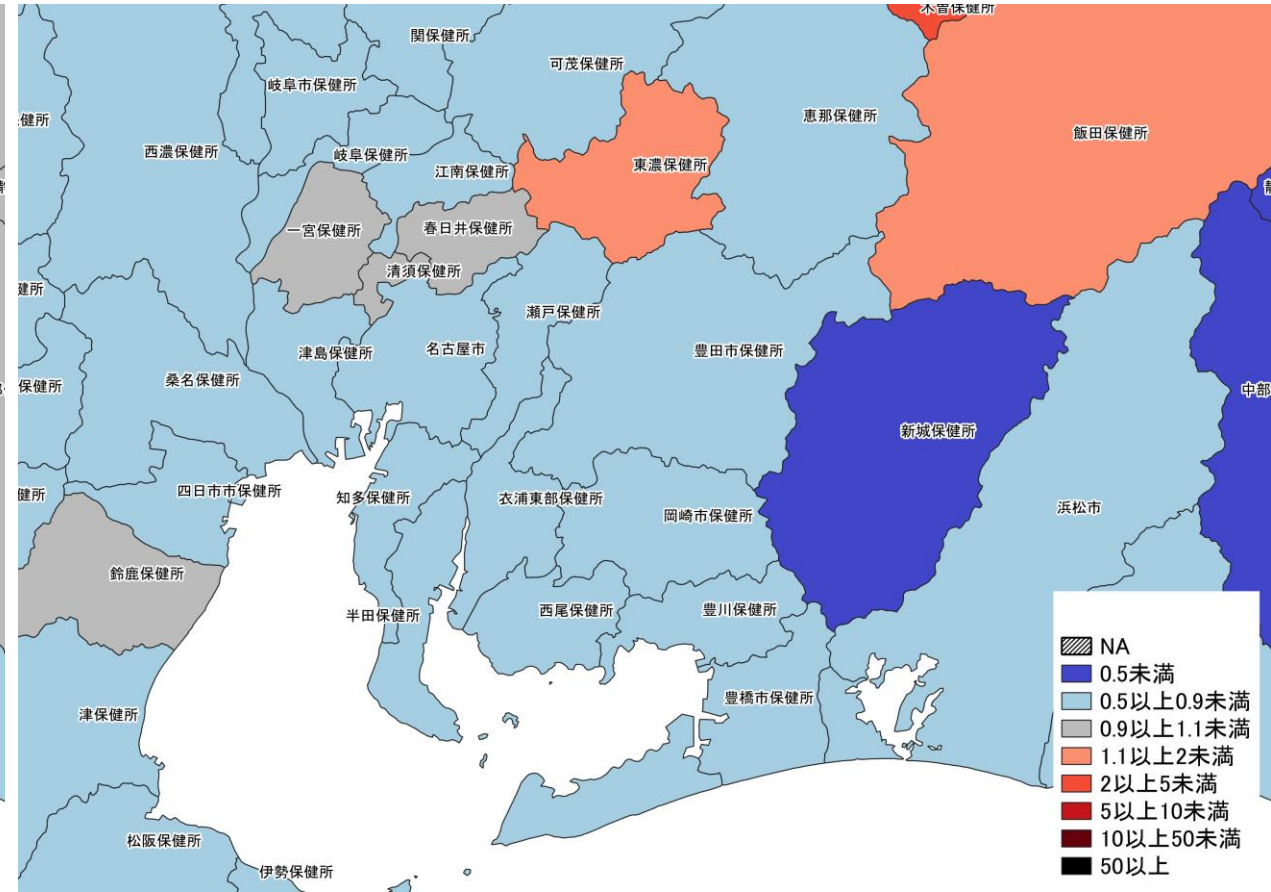 木曽保健所
関保健所
可茂保健所
岐阜市保健所
恵那保健所
健所
飯田保健所
西濃保健所
岐阜保健所
東濃保健所
江南保健所
一宮保健所
春日井保健所
清須保健所
健所
瀬戸保健所
津島保健所
名古屋市
豊田市保健所
桑名保健所
保健所
中部
新城保健所
四日市市保健所
健所
知多保健所
衣浦東部保健所
岡崎市保健所
浜松市
鈴鹿保健所
半田保健所
西尾保健所
豊川保健所
豊橋市保健所
津保健所
松阪保健所
伊勢保健所
NA
0.5未満
0.5以上0.9未満
0.9以上1.1未満
1.1以上2未満
2以上5未満
5以上10未満
10以上50未満
50以上